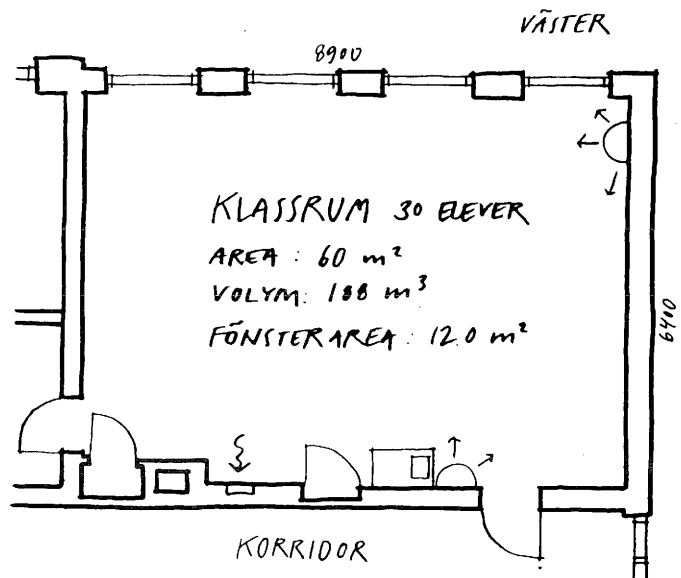 VÄSTER
8900
KLASSRUM 30 ELEVER
AREA : 60 m²
VOLYM: 188 m³
FÖNSTERAREA : 12.0 m²
6400
KORRIDOR